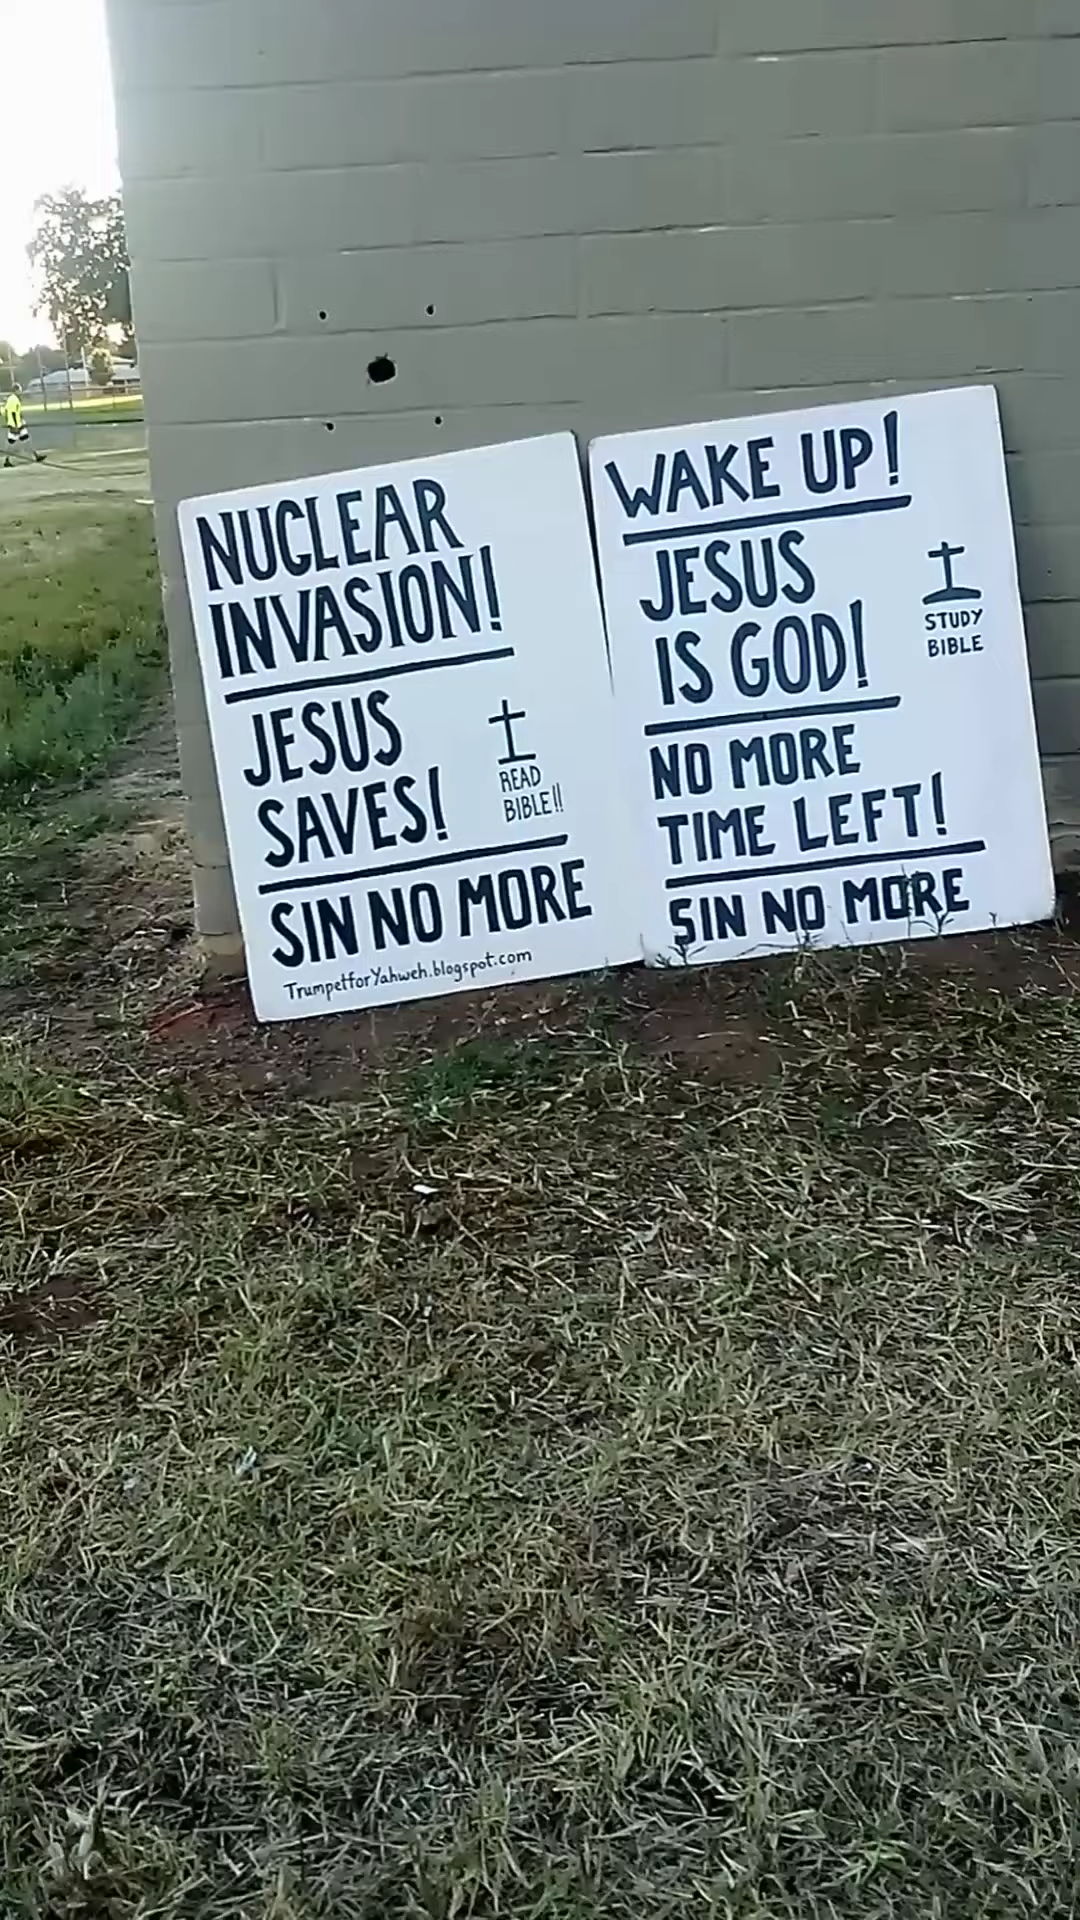 NUCLEAR
INVASION!
JESUS
SAVES!
READ
BIBLE!!
SIN NO MORE
TrumpetforYahweh.blogspot.com
WAKE UP!
JESUS
IS GOD!
STUDY
BIBLE
NO MORE
TIME LEFT!
SIN NO MORE